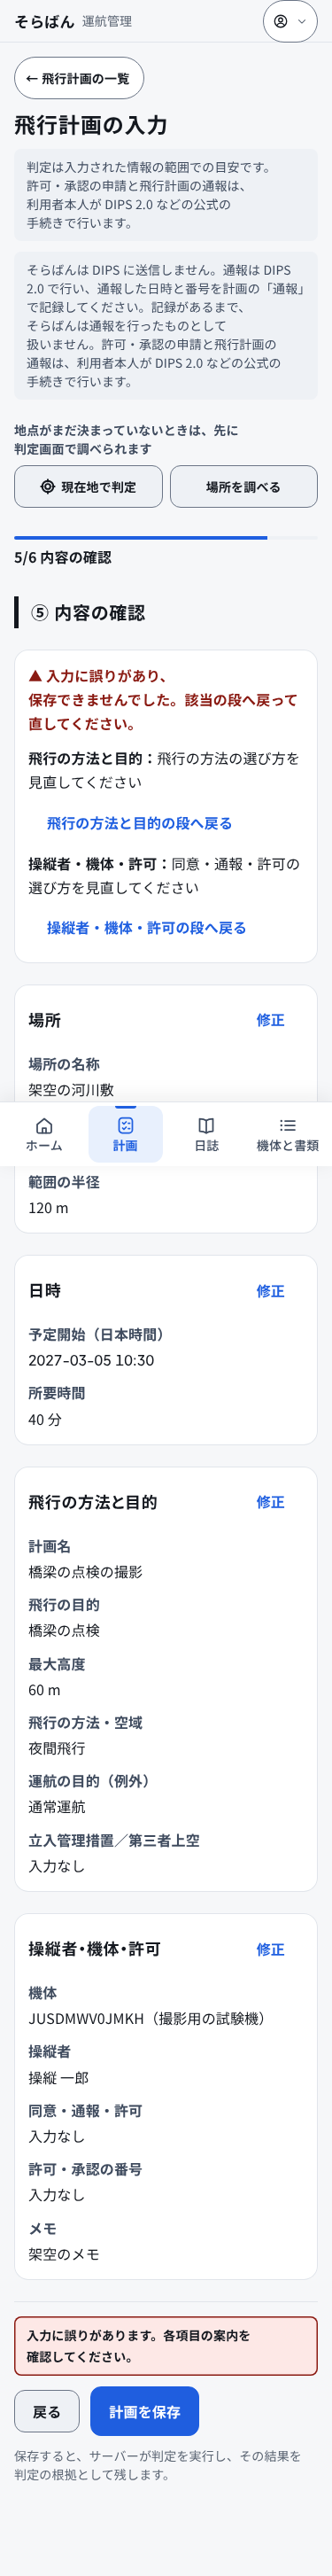 そらばん 運航管理
← 飛行計画の一覧
飛行計画の入力
判定は入力された情報の範囲での目安です。
許可・承認の申請と飛行計画の通報は、
利用者本人が DIPS 2.0 などの公式の
手続きで行います。
そらばんは DIPS に送信しません。通報は DIPS
2.0 で行い、通報した日時と番号を計画の「通報」
で記録してください。記録があるまで、
そらばんは通報を行ったものとして
扱いません。許可・承認の申請と飛行計画の
通報は、利用者本人が DIPS 2.0 などの公式の
手続きで行います。
地点がまだ決まっていないときは、先に
判定画面で調べられます
現在地で判定
場所を調べる
5/6 内容の確認
⑤ 内容の確認
▲ 入力に誤りがあり、
保存できませんでした。該当の段へ戻って
直してください。
飛行の方法と目的：飛行の方法の選び方を
見直してください
飛行の方法と目的の段へ戻る
操縦者・機体・許可：同意・通報・許可の
選び方を見直してください
操縦者・機体・許可の段へ戻る
場所
修正
場所の名称
架空の河川敷
ホーム
計画
日誌
機体と書類
範囲の半径
120 m
日時
修正
予定開始（日本時間）
2027-03-05 10:30
所要時間
40 分
飛行の方法と目的
修正
計画名
橋梁の点検の撮影
飛行の目的
橋梁の点検
最大高度
60 m
飛行の方法・空域
夜間飛行
運航の目的（例外）
通常運航
立入管理措置／第三者上空
入力なし
操縦者・機体・許可
修正
機体
JUSDMWV0JMKH（撮影用の試験機）
操縦者
操縦 一郎
同意・通報・許可
入力なし
許可・承認の番号
入力なし
メモ
架空のメモ
入力に誤りがあります。各項目の案内を
確認してください。
戻る
計画を保存
保存すると、サーバーが判定を実行し、その結果を
判定の根拠として残します。